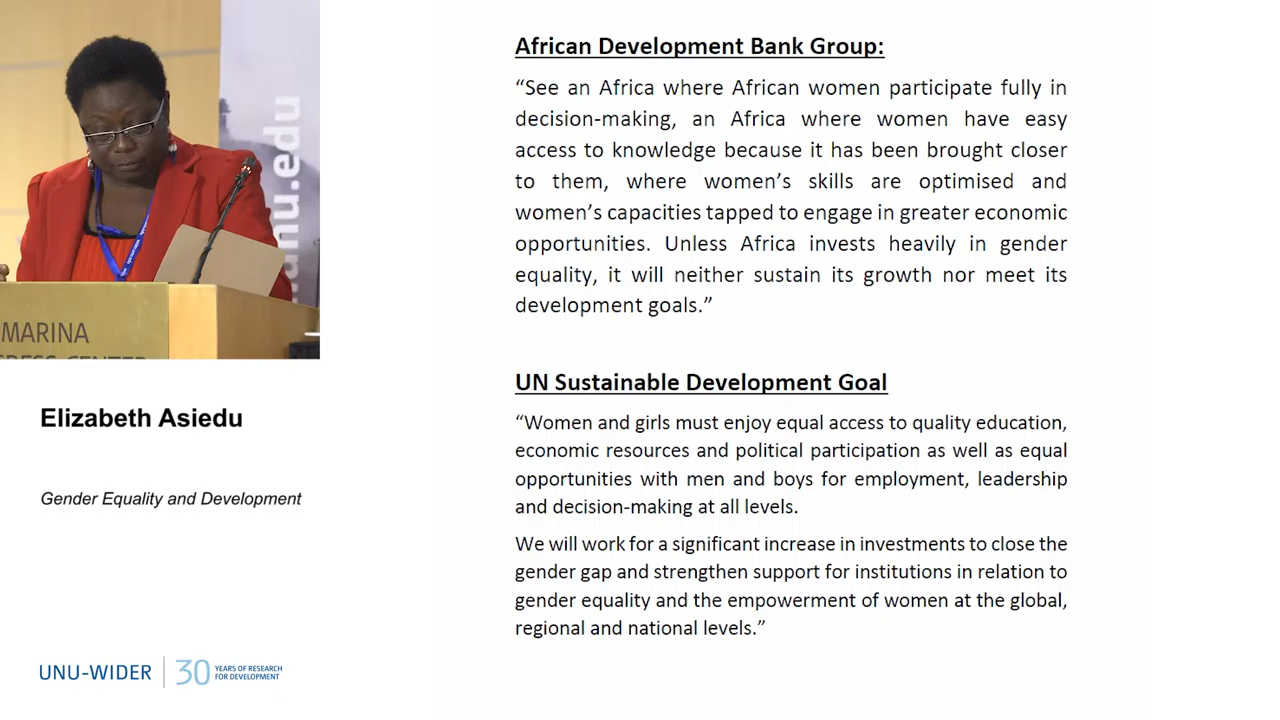 African Development Bank Group:
“See an Africa where African women participate fully in
decision-making, an Africa where women have easy
access to knowledge because it has been brought closer
to them, where women’s skills are optimised and
women’s capacities tapped to engage in greater economic
opportunities. Unless Africa invests heavily in gender
equality, it will neither sustain its growth nor meet its
development goals.”
UN Sustainable Development Goal
“Women and girls must enjoy equal access to quality education,
economic resources and political participation as well as equal
opportunities with men and boys for employment, leadership
and decision-making at all levels.
We will work for a significant increase in investments to close the
gender gap and strengthen support for institutions in relation to
gender equality and the empowerment of women at the global,
regional and national levels.”
unu.edu
MARINA
Elizabeth Asiedu
Gender Equality and Development
UNU-WIDER
30
YEARS OF RESEARCH
FOR DEVELOPMENT